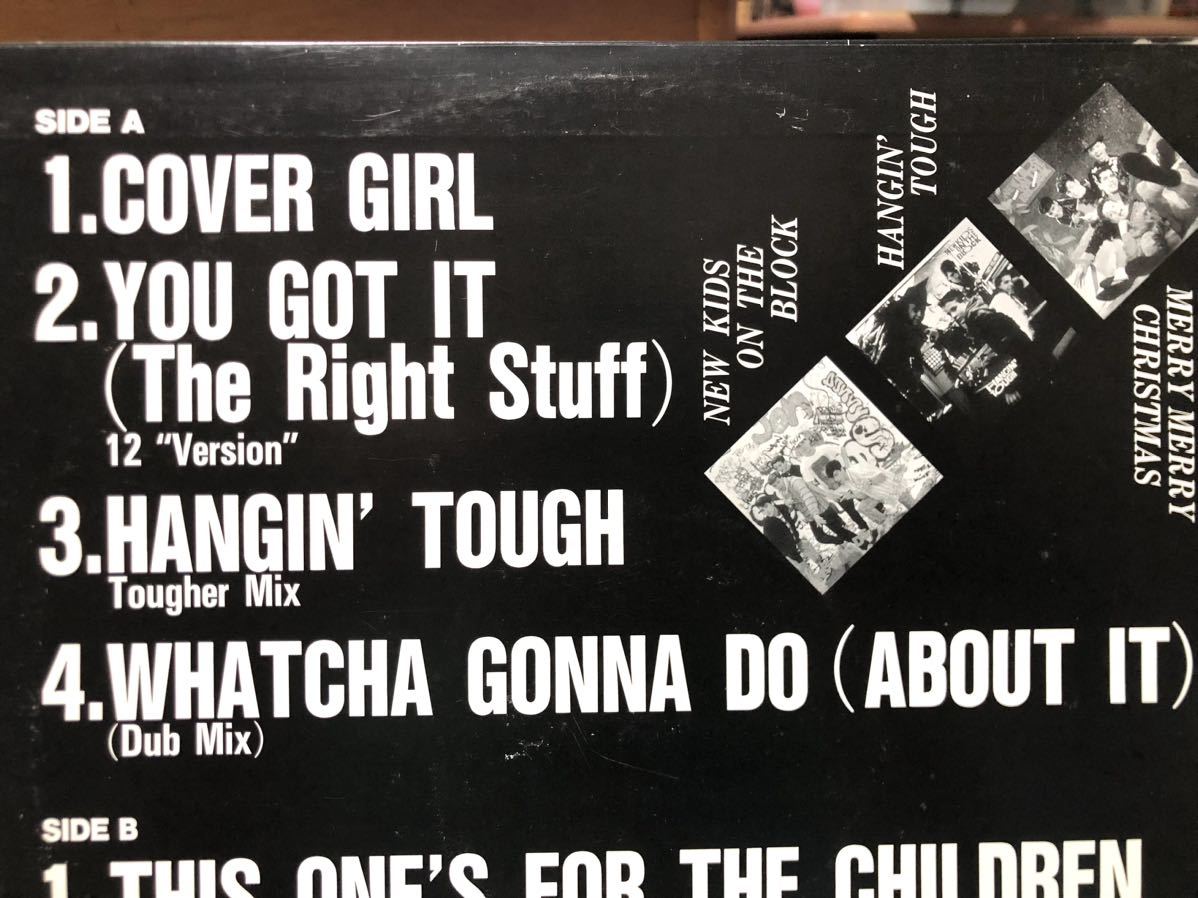 SIDE A
1.COVER GIRL
2.YOU GOT IT
(The Right Stuff)
12 "Version"
3.HANGIN' TOUGH
Tougher Mix
4.WHATCHA GONNA DO (ABOUT IT)
(Dub Mix)
SIDE B
1.THIS ONE'S FOR THE CHILDREN
NEW KIDS
ON THE
BLOCK
HANGIN'
TOUGH
MERRY MERRY
CHRISTMAS